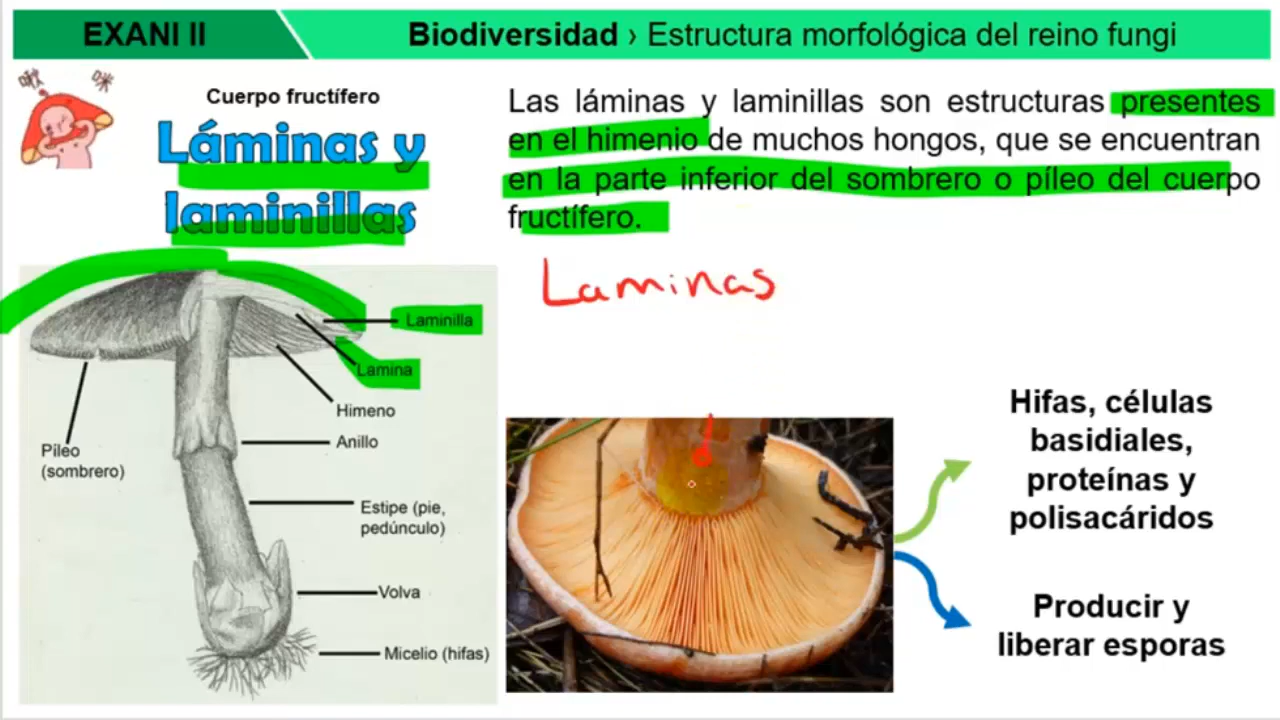 EXANI II
Biodiversidad › Estructura morfológica del reino fungi
Cuerpo fructífero
Láminas y
laminillas
Las láminas y laminillas son estructuras presentes
en el himenio de muchos hongos, que se encuentran
en la parte inferior del sombrero o píleo del cuerpo
fructífero.
Laminas
Laminilla
Lamina
Himeno
Anillo
Píleo
(sombrero)
Estipe (pie,
pedúnculo)
Volva
Micelio (hifas)
Hifas, células
basidiales,
proteínas y
polisacáridos
Producir y
liberar esporas